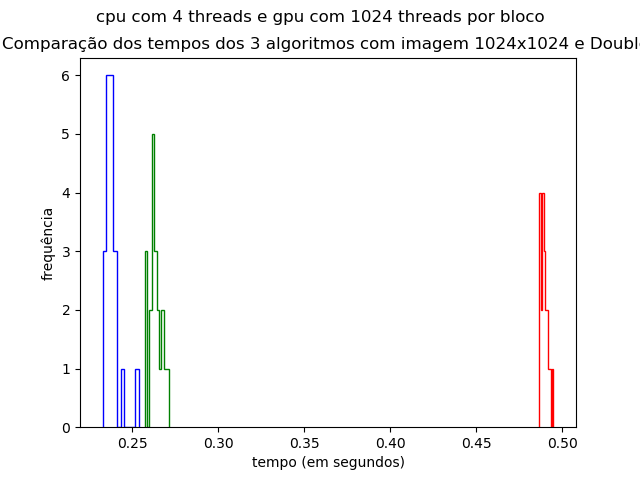 cpu com 4 threads e gpu com 1024 threads por bloco
Comparação dos tempos dos 3 algoritmos com imagem 1024x1024 e Doubl
6
5
4
3
2
1
0
frequência
0.25 0.30 0.35 0.40 0.45 0.50
tempo (em segundos)